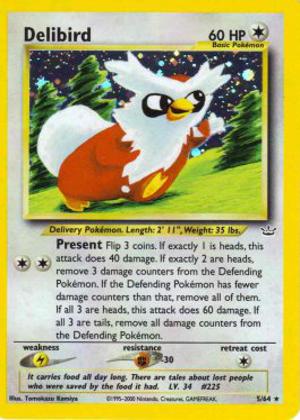 Delibird 60 HP
Basic Pokémon
Delivery Pokémon. Length: 2' 11", Weight: 35 lbs.
Present Flip 3 coins. If exactly 1 is heads, this
attack does 40 damage. If exactly 2 are heads,
remove 3 damage counters from the Defending
Pokémon. If the Defending Pokémon has fewer
damage counters than that, remove all of them.
If all 3 are heads, this attack does 60 damage. If
all 3 are tails, remove all damage counters from
the Defending Pokémon.
weakness resistance retreat cost
-30
It carries food all day long. There are tales about lost people
who were saved by the food it had. LV. 34 #225
Illus. Tomokazu Komiya ©1995-2000 Nintendo, Creatures, GAMEFREAK. 5/64 ★